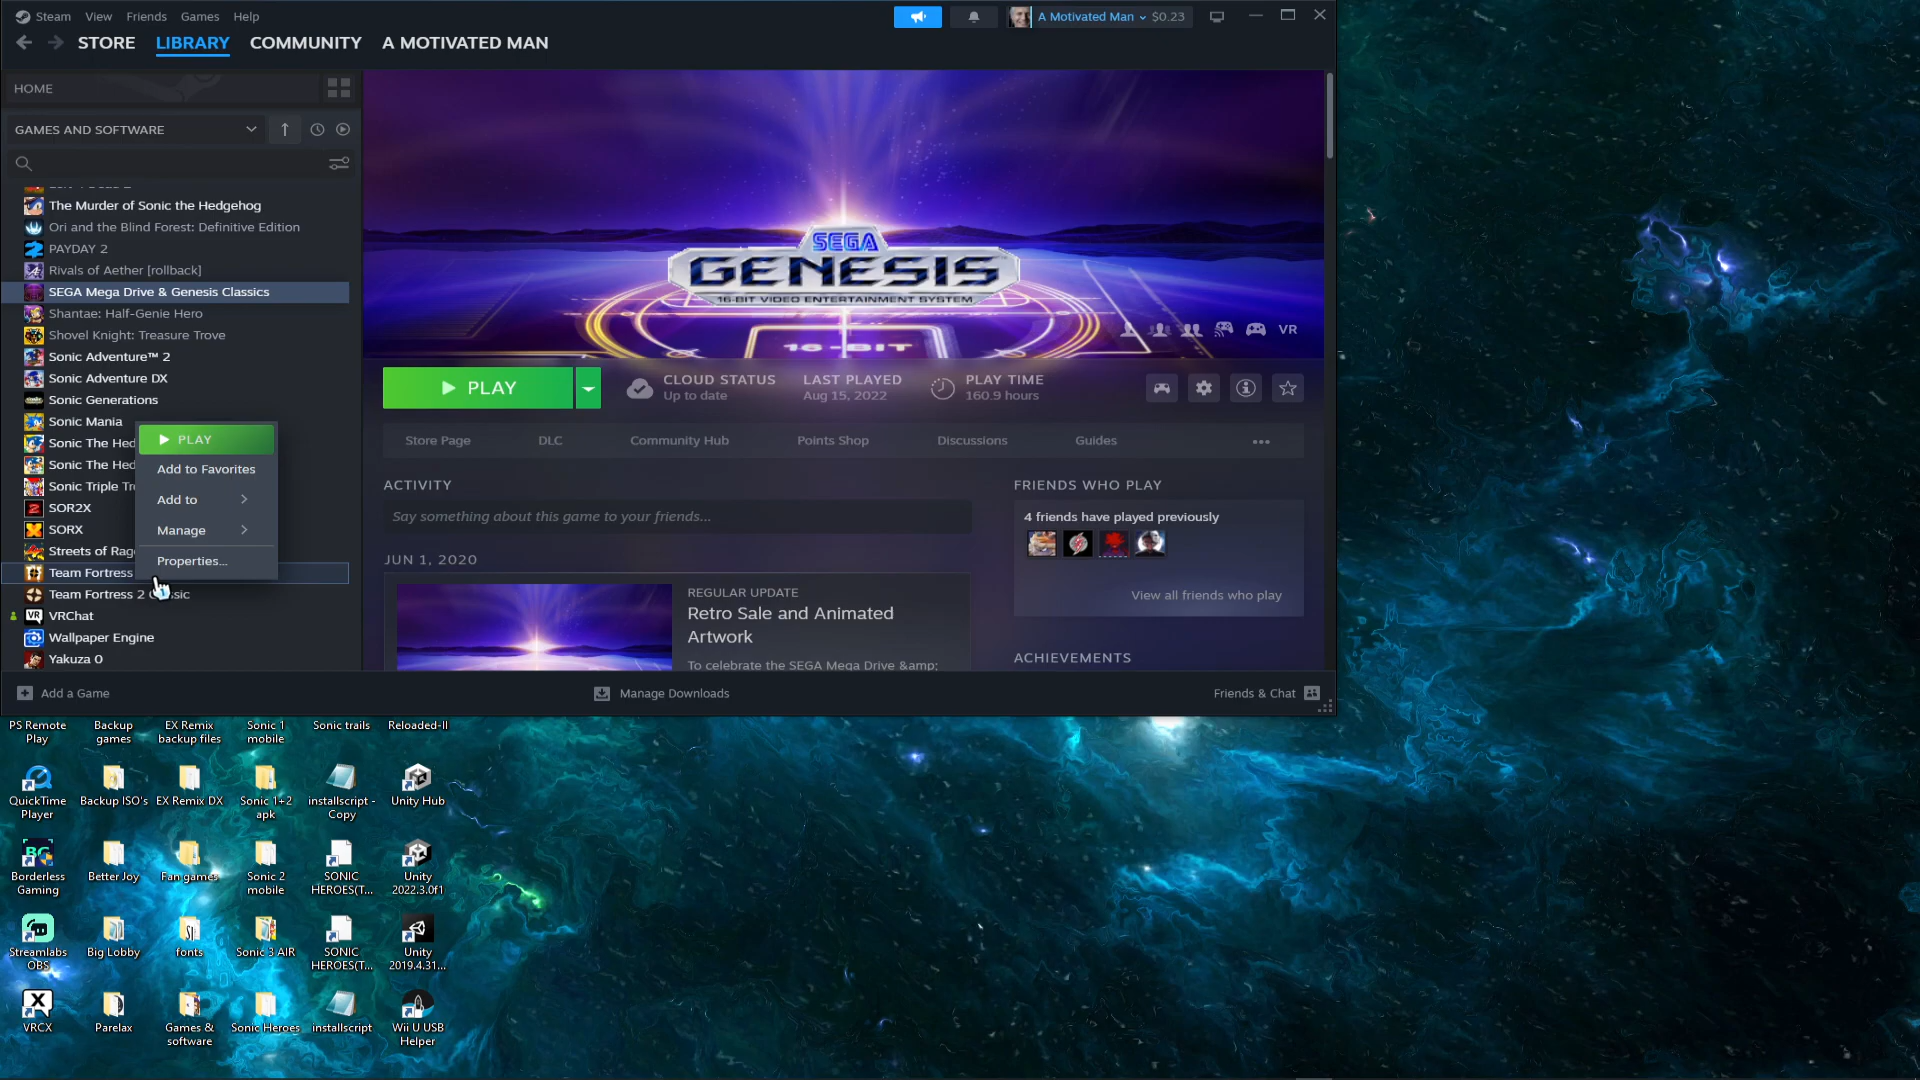 Steam View Friends Games Help
A Motivated Man $0.23
STORE LIBRARY COMMUNITY A MOTIVATED MAN
HOME
GAMES AND SOFTWARE
The Murder of Sonic the Hedgehog
Ori and the Blind Forest: Definitive Edition
PAYDAY 2
Rivals of Aether [rollback]
SEGA Mega Drive & Genesis Classics
Shantae: Half-Genie Hero
Shovel Knight: Treasure Trove
Sonic Adventure™ 2
Sonic Adventure DX
Sonic Generations
Sonic Mania
Sonic The Hed
Sonic The Hed
Sonic Triple Tr
SOR2X
SORX
Streets of Rag
Team Fortress
Team Fortress 2 Classic
VRChat
Wallpaper Engine
Yakuza 0
PLAY
Add to Favorites
Add to
Manage
Properties...
SEGA
GENESIS
16-BIT VIDEO ENTERTAINMENT SYSTEM
16-BIT
VR
PLAY
CLOUD STATUS
Up to date
LAST PLAYED
Aug 15, 2022
PLAY TIME
160.9 hours
Store Page DLC Community Hub Points Shop Discussions Guides
ACTIVITY
Say something about this game to your friends...
JUN 1, 2020
REGULAR UPDATE
Retro Sale and Animated
Artwork
To celebrate the SEGA Mega Drive &amp;
FRIENDS WHO PLAY
4 friends have played previously
View all friends who play
ACHIEVEMENTS
Add a Game
Manage Downloads
Friends & Chat
PS Remote
Play
Backup
games
EX Remix
backup files
Sonic 1
mobile
Sonic trails
Reloaded-II
QuickTime
Player
Backup ISO's
EX Remix DX
Sonic 1+2
apk
installscript -
Copy
Unity Hub
Borderless
Gaming
Better Joy
Fan games
Sonic 2
mobile
SONIC
HEROES(T...
Unity
2022.3.0f1
Streamlabs
OBS
Big Lobby
fonts
Sonic 3 AIR
SONIC
HEROES(T...
Unity
2019.4.31...
VRCX
Parelax
Games &
software
Sonic Heroes
installscript
Wii U USB
Helper